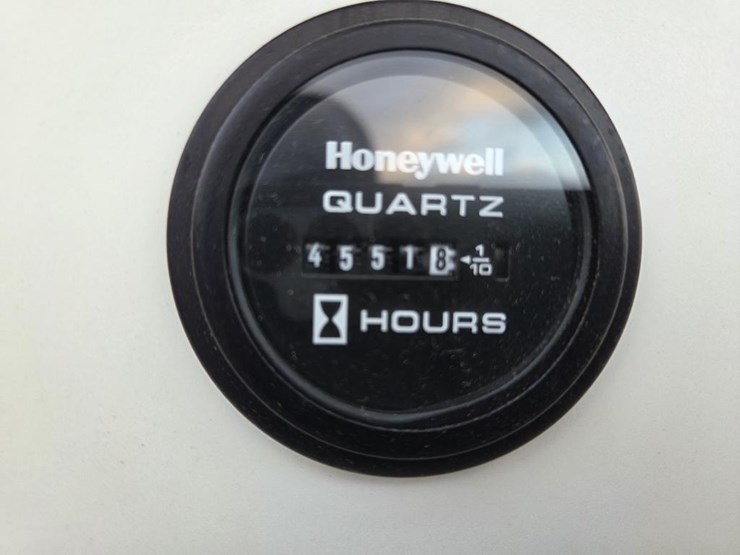 Honeywell
QUARTZ
45518 ◄1/10
HOURS